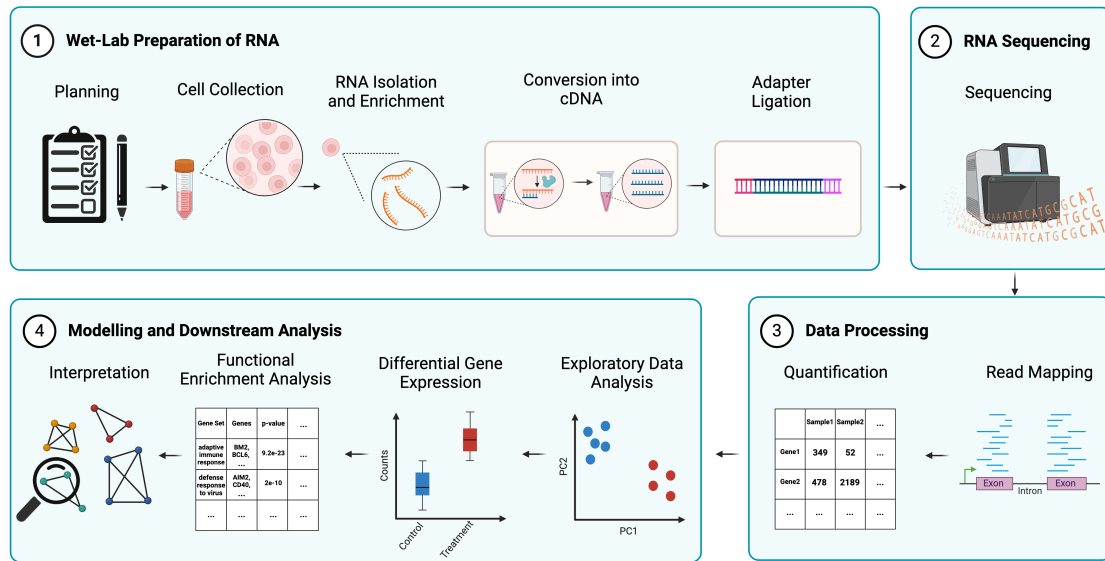 1 Wet-Lab Preparation of RNA
Planning
Cell Collection
RNA Isolation
and Enrichment
Conversion into
cDNA
Adapter
Ligation
2 RNA Sequencing
Sequencing
3 Data Processing
Read Mapping
Exon
Intron
Exon
Quantification
Sample1 Sample2 ...
Gene1 349 52 ...
Gene2 478 2189 ...
... ... ... ...
4 Modelling and Downstream Analysis
Exploratory Data
Analysis
PC2
PC1
Differential Gene
Expression
Counts
Control
Treatment
Functional
Enrichment Analysis
Gene Set Genes p-value ...
adaptive
immune
response
BM2,
BCL6,
...
9.2e-23 ...
defense
response
to virus
AIM2,
CD40,
...
2e-10 ...
... ... ... ...
Interpretation